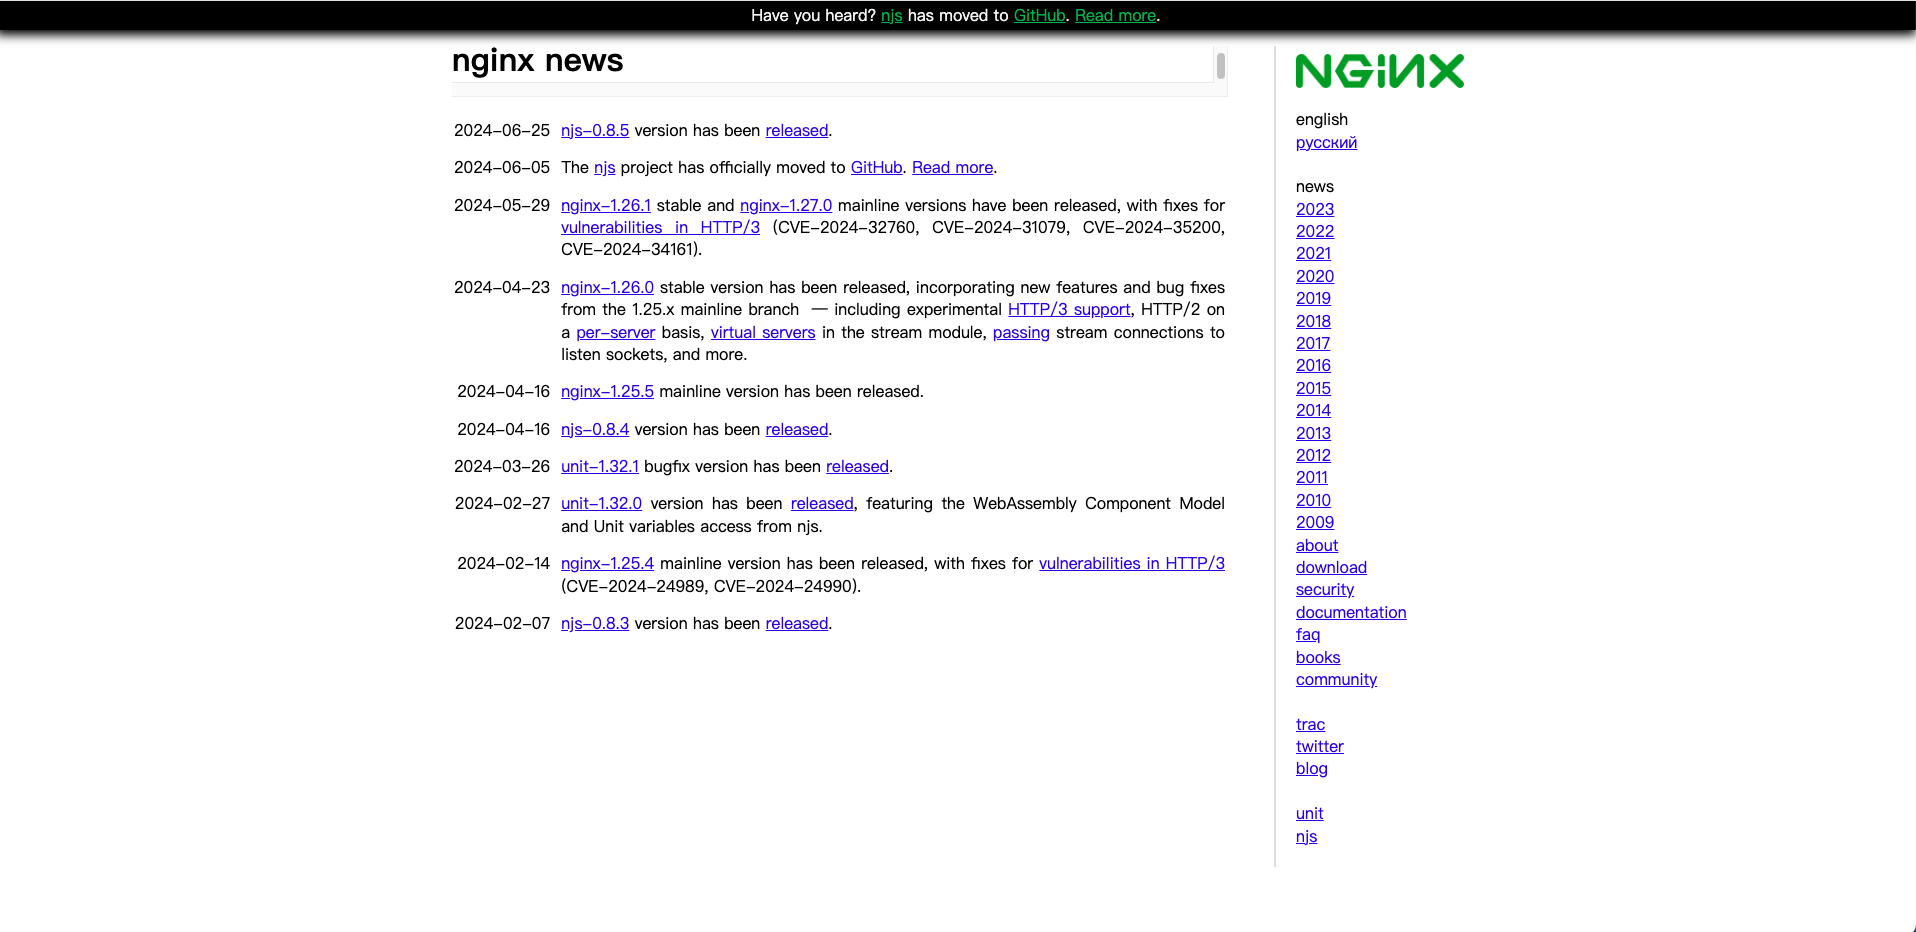 Have you heard? njs has moved to GitHub. Read more.
nginx news
2024-06-25 njs-0.8.5 version has been released.
2024-06-05 The njs project has officially moved to GitHub. Read more.
2024-05-29 nginx-1.26.1 stable and nginx-1.27.0 mainline versions have been released, with fixes for
vulnerabilities in HTTP/3 (CVE-2024-32760, CVE-2024-31079, CVE-2024-35200,
CVE-2024-34161).
2024-04-23 nginx-1.26.0 stable version has been released, incorporating new features and bug fixes
from the 1.25.x mainline branch — including experimental HTTP/3 support, HTTP/2 on
a per-server basis, virtual servers in the stream module, passing stream connections to
listen sockets, and more.
2024-04-16 nginx-1.25.5 mainline version has been released.
2024-04-16 njs-0.8.4 version has been released.
2024-03-26 unit-1.32.1 bugfix version has been released.
2024-02-27 unit-1.32.0 version has been released, featuring the WebAssembly Component Model
and Unit variables access from njs.
2024-02-14 nginx-1.25.4 mainline version has been released, with fixes for vulnerabilities in HTTP/3
(CVE-2024-24989, CVE-2024-24990).
2024-02-07 njs-0.8.3 version has been released.
NGINX
english
русский
news
2023
2022
2021
2020
2019
2018
2017
2016
2015
2014
2013
2012
2011
2010
2009
about
download
security
documentation
faq
books
community
trac
twitter
blog
unit
njs